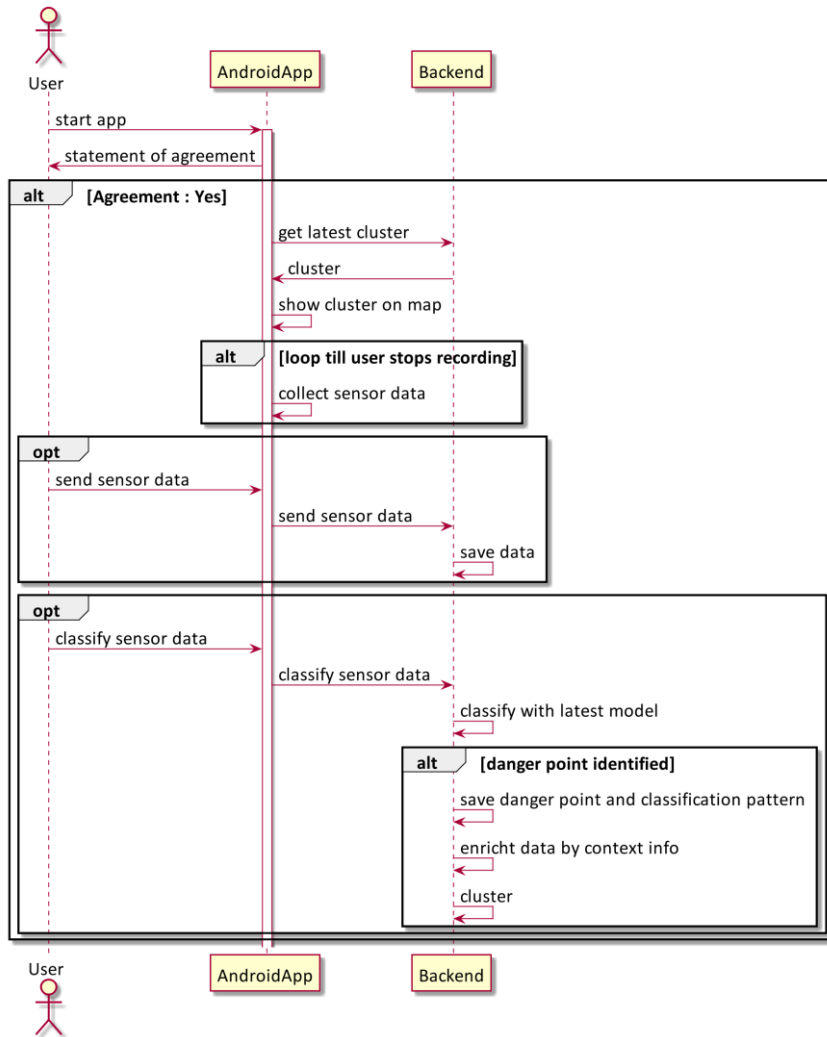 User
AndroidApp
Backend
start app
statement of agreement
alt
[Agreement : Yes]
get latest cluster
cluster
show cluster on map
alt
[loop till user stops recording]
collect sensor data
opt
send sensor data
send sensor data
save data
opt
classify sensor data
classify sensor data
classify with latest model
alt
[danger point identified]
save danger point and classification pattern
enricht data by context info
cluster
User
AndroidApp
Backend